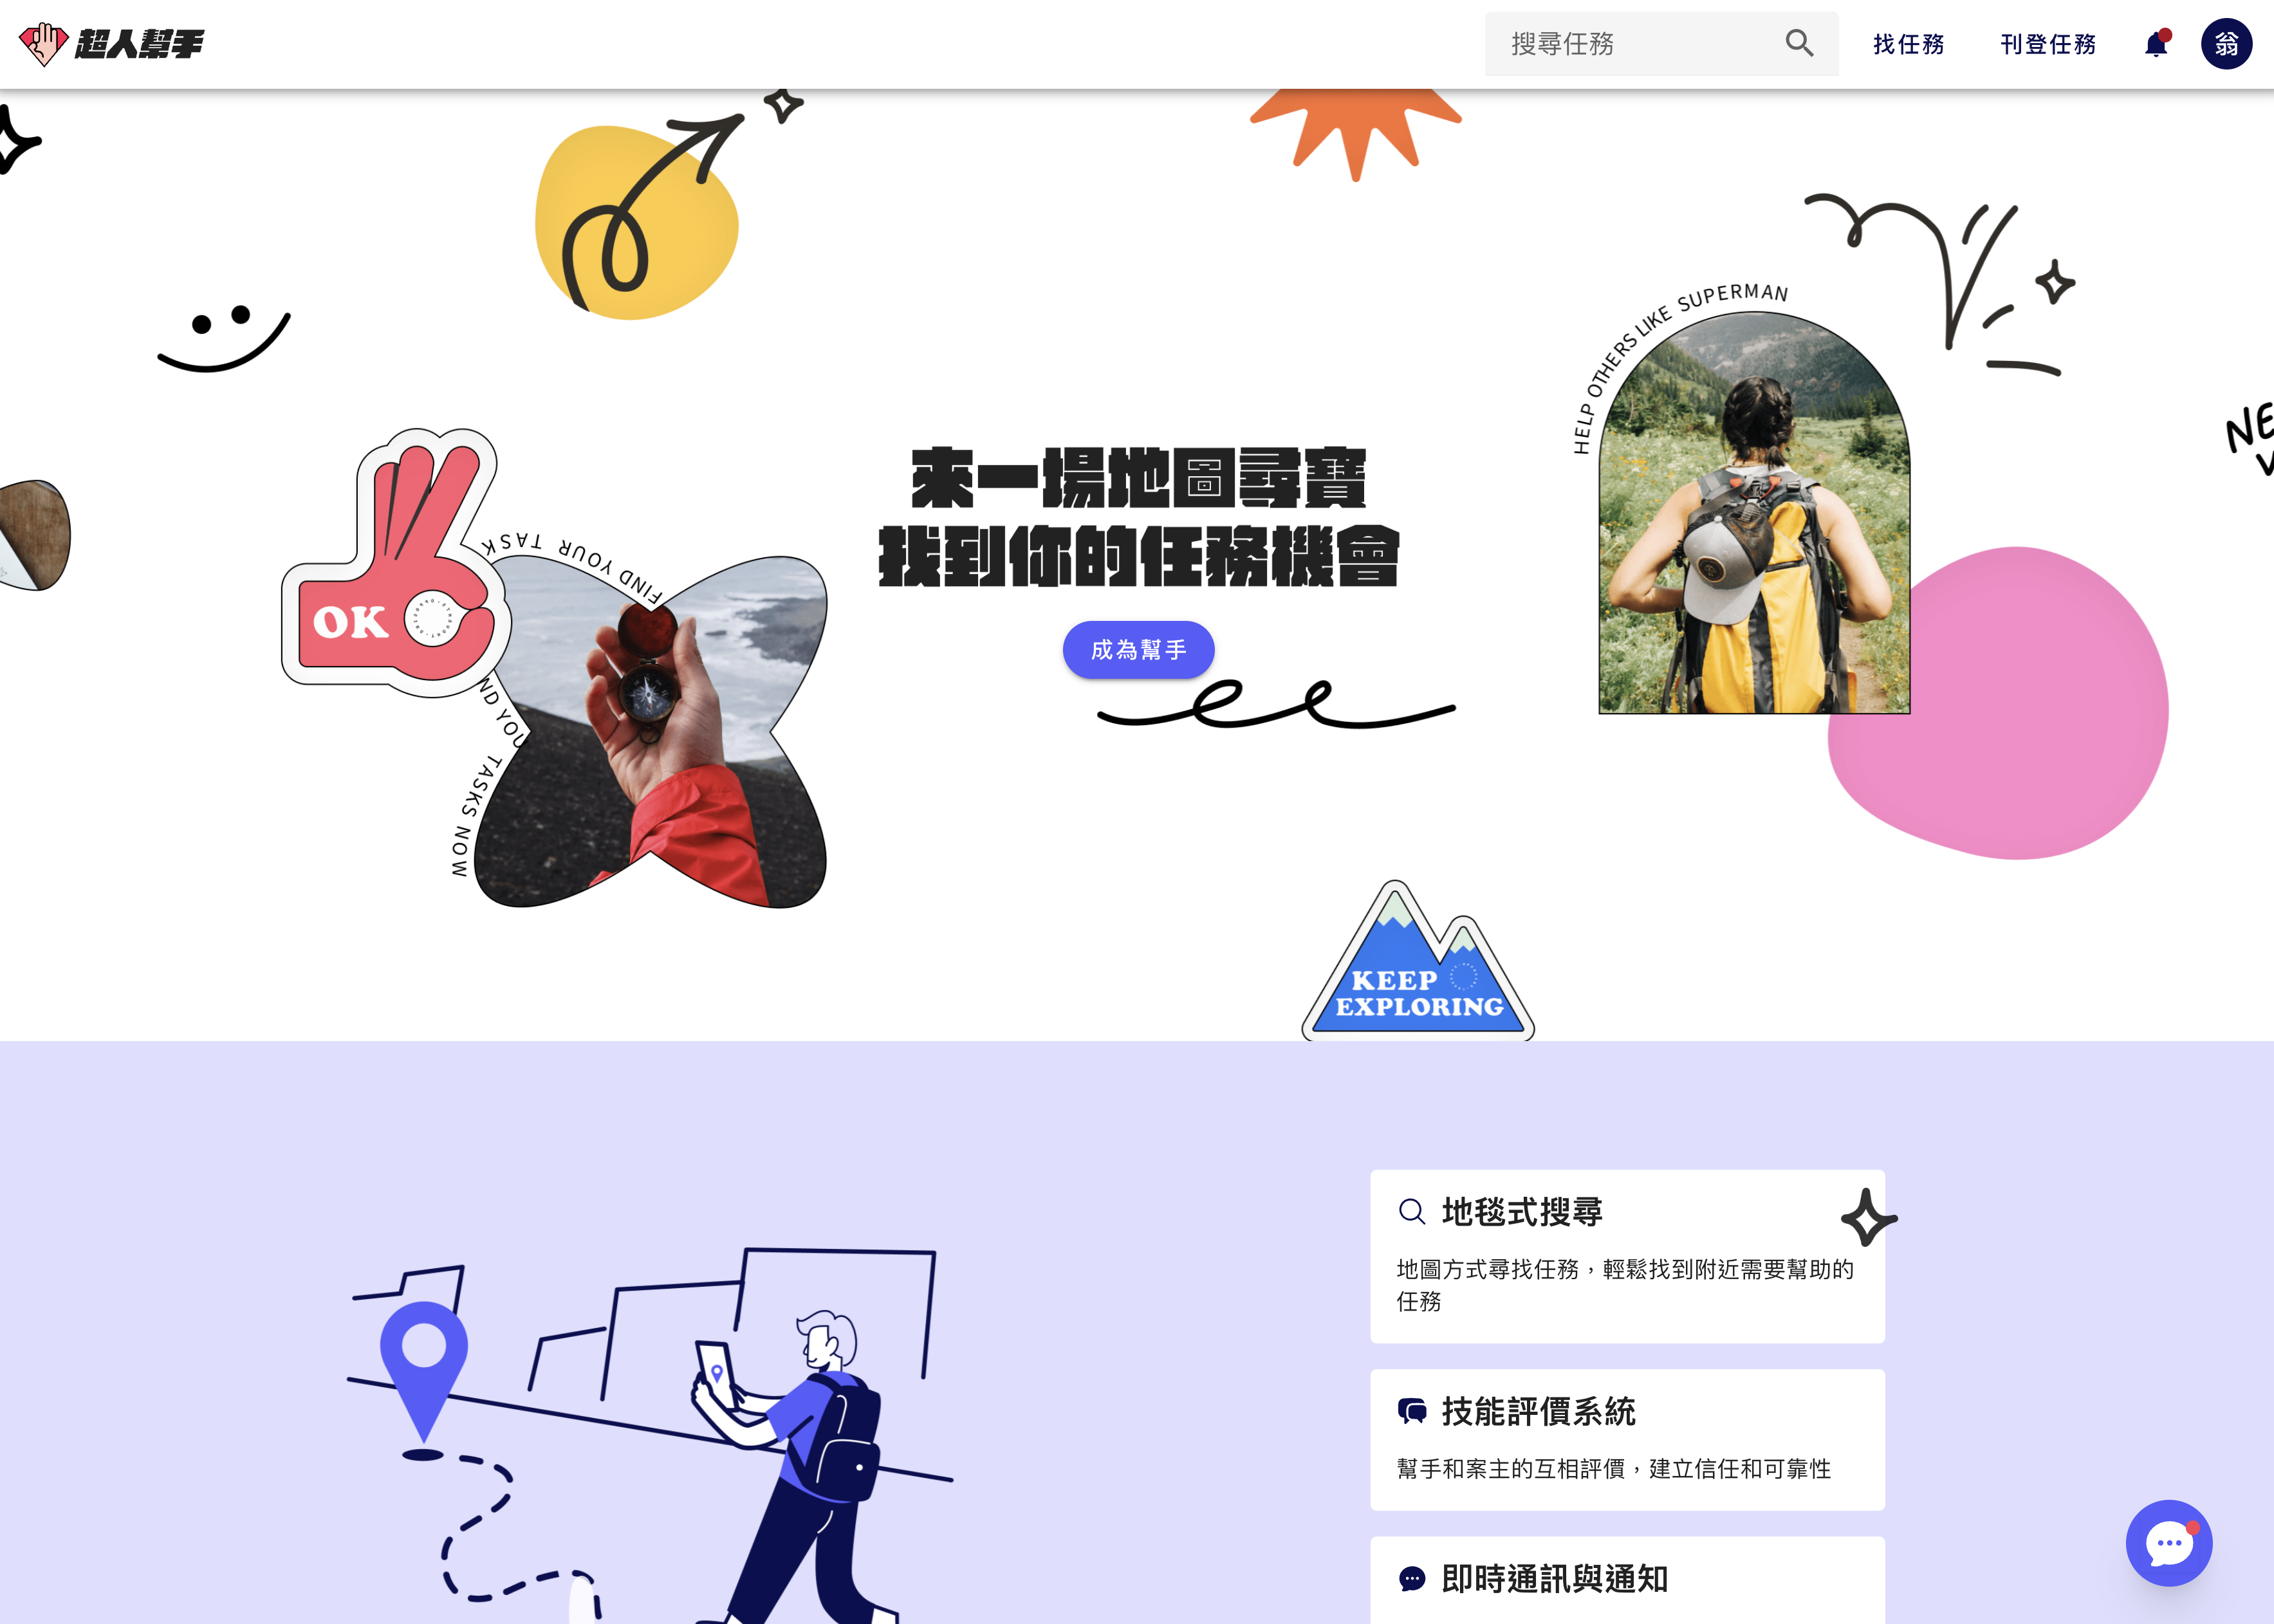 超人幫手
搜尋任務
找任務
刊登任務
翁
HELP OTHERS LIKE SUPERMAN
來一場地圖尋寶
找到你的任務機會
成為幫手
OK
FIND YOUR TASK
ND YOU
TASKS NOW
KEEP
EXPLORING
地毯式搜尋
地圖方式尋找任務，輕鬆找到附近需要幫助的
任務
技能評價系統
幫手和案主的互相評價，建立信任和可靠性
即時通訊與通知